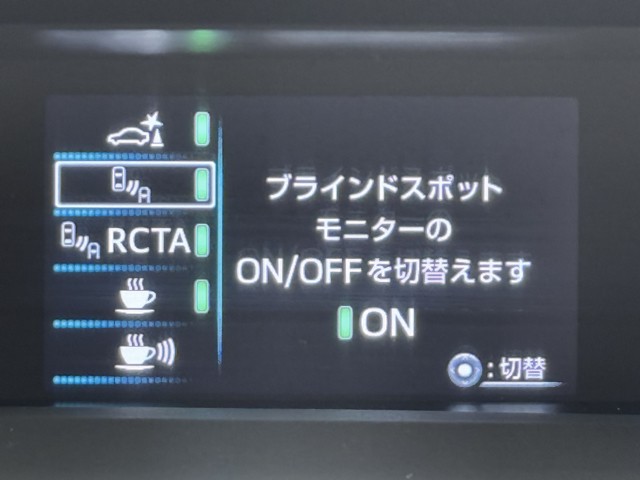 RCTA
ブラインドスポット
モニターの
ON/OFFを切替えます
ON
:切替